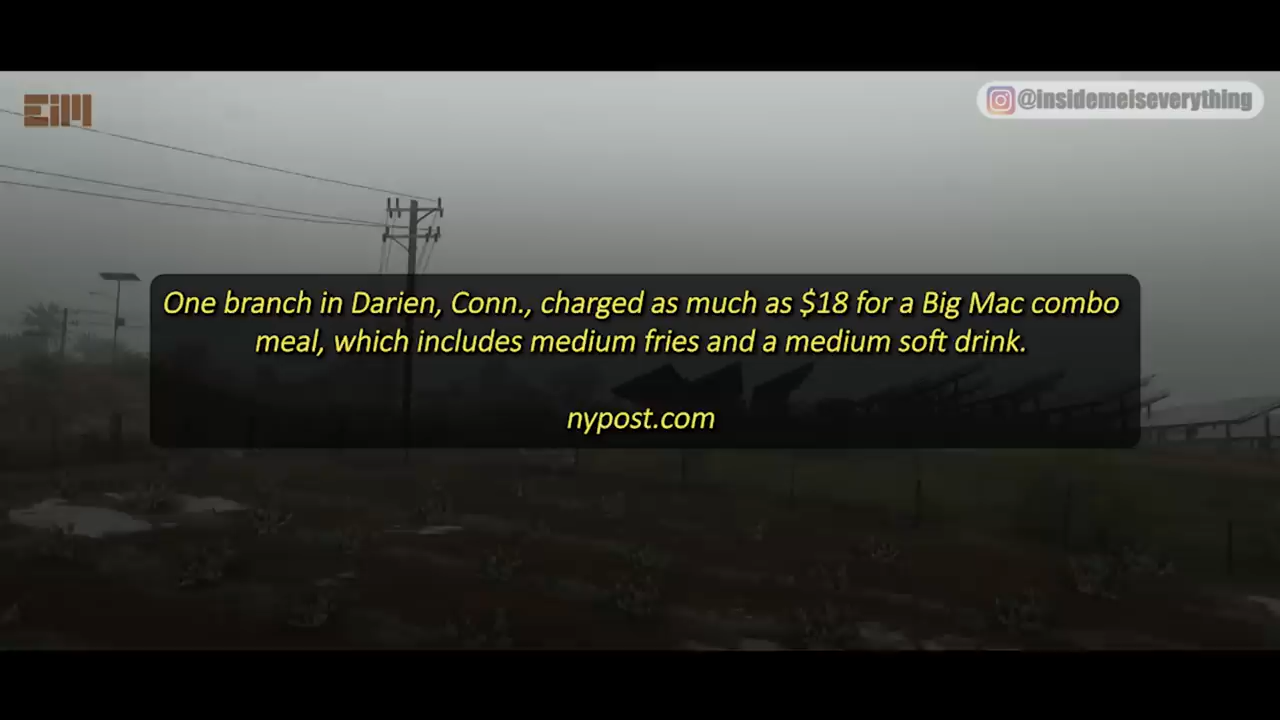 EiM
@insidemeiseverything
One branch in Darien, Conn., charged as much as $18 for a Big Mac combo
meal, which includes medium fries and a medium soft drink.
nypost.com